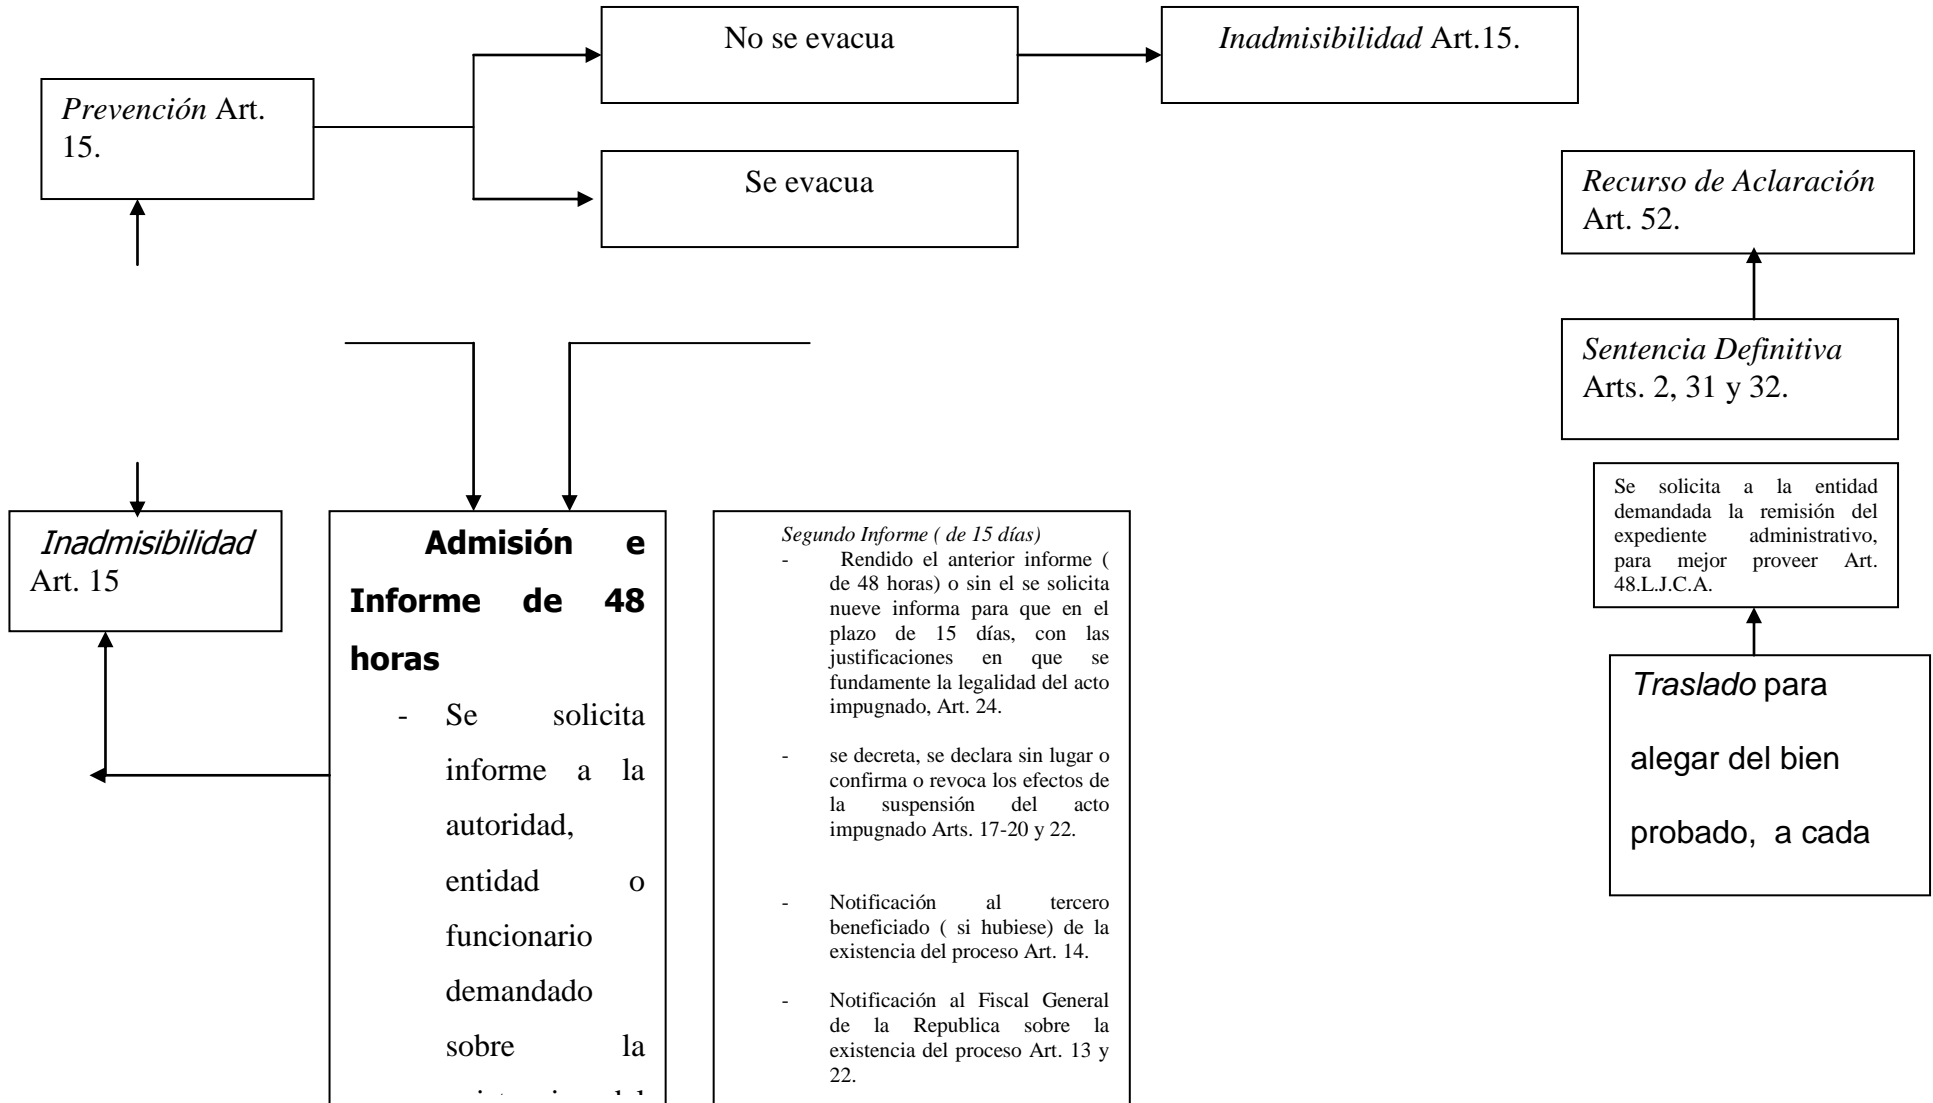 No se evacua
Inadmisibilidad Art.15.
Prevención Art.
15.
Se evacua
Recurso de Aclaración
Art. 52.
Sentencia Definitiva
Arts. 2, 31 y 32.
Se solicita a la entidad
demandada la remisión del
expediente administrativo,
para mejor proveer Art.
48.L.J.C.A.
Inadmisibilidad
Art. 15
Admisión e
Informe de 48
horas
- Se solicita
informe a la
autoridad,
entidad o
funcionario
demandado
sobre la
Segundo Informe ( de 15 días)
- Rendido el anterior informe (
de 48 horas) o sin el se solicita
nueve informa para que en el
plazo de 15 días, con las
justificaciones en que se
fundamente la legalidad del acto
impugnado, Art. 24.
- se decreta, se declara sin lugar o
confirma o revoca los efectos de
la suspensión del acto
impugnado Arts. 17-20 y 22.
- Notificación al tercero
beneficiado ( si hubiese) de la
existencia del proceso Art. 14.
- Notificación al Fiscal General
de la Republica sobre la
existencia del proceso Art. 13 y
22.
Traslado para
alegar del bien
probado, a cada